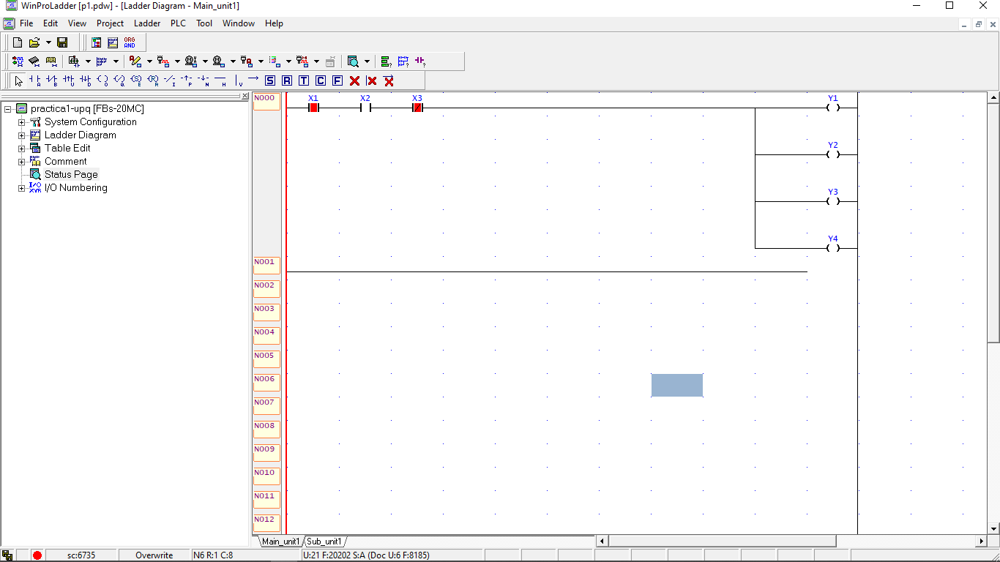 WinProLadder [p1.pdw] - [Ladder Diagram - Main_unit1]
File Edit View Project Ladder PLC Tool Window Help
ORG
AND
A B U D O Q E R I P N H V S R T C F
practica1-upq [FBs-20MC]
System Configuration
Ladder Diagram
Table Edit
Comment
Status Page
I/O Numbering
N000 X1 X2 X3 Y1
Y2
Y3
Y4
N001
N002
N003
N004
N005
N006
N007
N008
N009
N010
N011
N012
Main_unit1 Sub_unit1
sc:6735 Overwrite N6 R:1 C:8 U:21 F:20202 S:A (Doc U:6 F:8185)